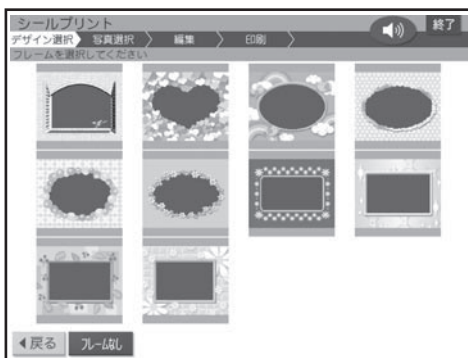 シールプリント
終了
デザイン選択 写真選択 編集 印刷
フレームを選択してください
戻る フレームなし